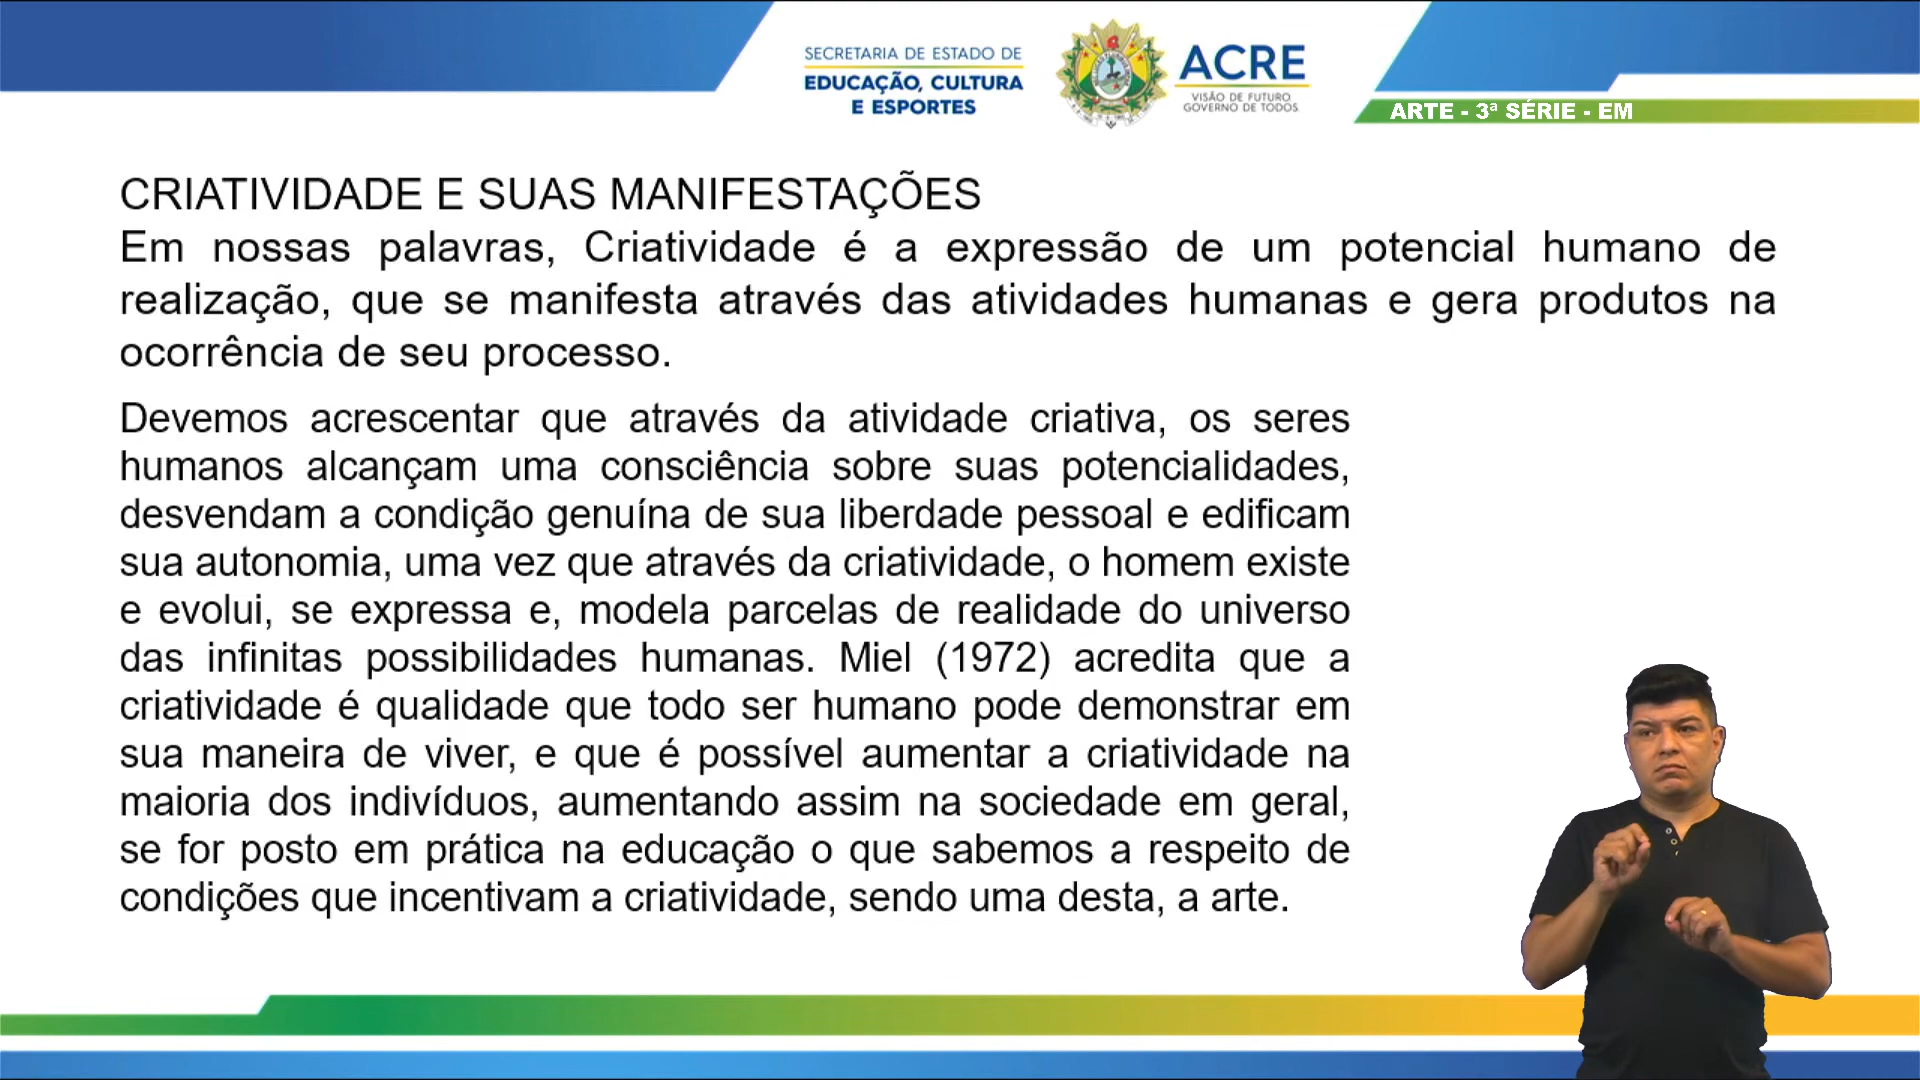 SECRETARIA DE ESTADO DE
EDUCAÇÃO, CULTURA
E ESPORTES
ACRE
VISÃO DE FUTURO
GOVERNO DE TODOS
ARTE - 3ª SÉRIE - EM
CRIATIVIDADE E SUAS MANIFESTAÇÕES
Em nossas palavras, Criatividade é a expressão de um potencial humano de
realização, que se manifesta através das atividades humanas e gera produtos na
ocorrência de seu processo.
Devemos acrescentar que através da atividade criativa, os seres
humanos alcançam uma consciência sobre suas potencialidades,
desvendam a condição genuína de sua liberdade pessoal e edificam
sua autonomia, uma vez que através da criatividade, o homem existe
e evolui, se expressa e, modela parcelas de realidade do universo
das infinitas possibilidades humanas. Miel (1972) acredita que a
criatividade é qualidade que todo ser humano pode demonstrar em
sua maneira de viver, e que é possível aumentar a criatividade na
maioria dos indivíduos, aumentando assim na sociedade em geral,
se for posto em prática na educação o que sabemos a respeito de
condições que incentivam a criatividade, sendo uma desta, a arte.